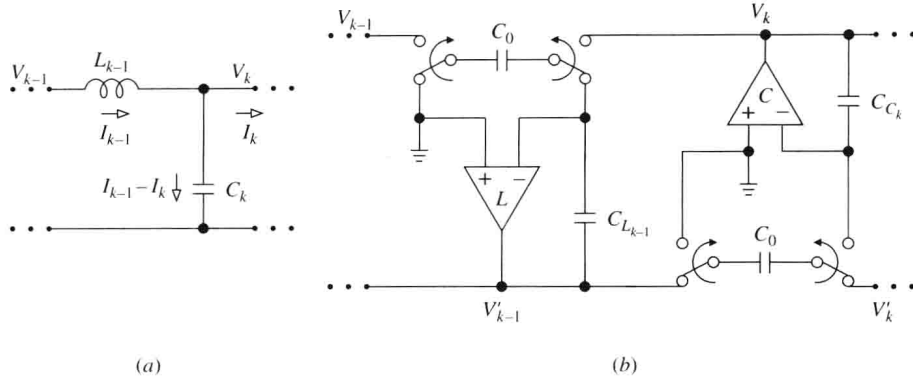 L_{k-1}
V_{k-1}
V_k
I_{k-1}
I_k
I_{k-1} – I_k
C_k
(a)
V_{k-1}
C_0
V_k
C
+ –
C_{C_k}
+ –
L
C_{L_{k-1}}
C_0
V'_{k-1}
V'_k
(b)